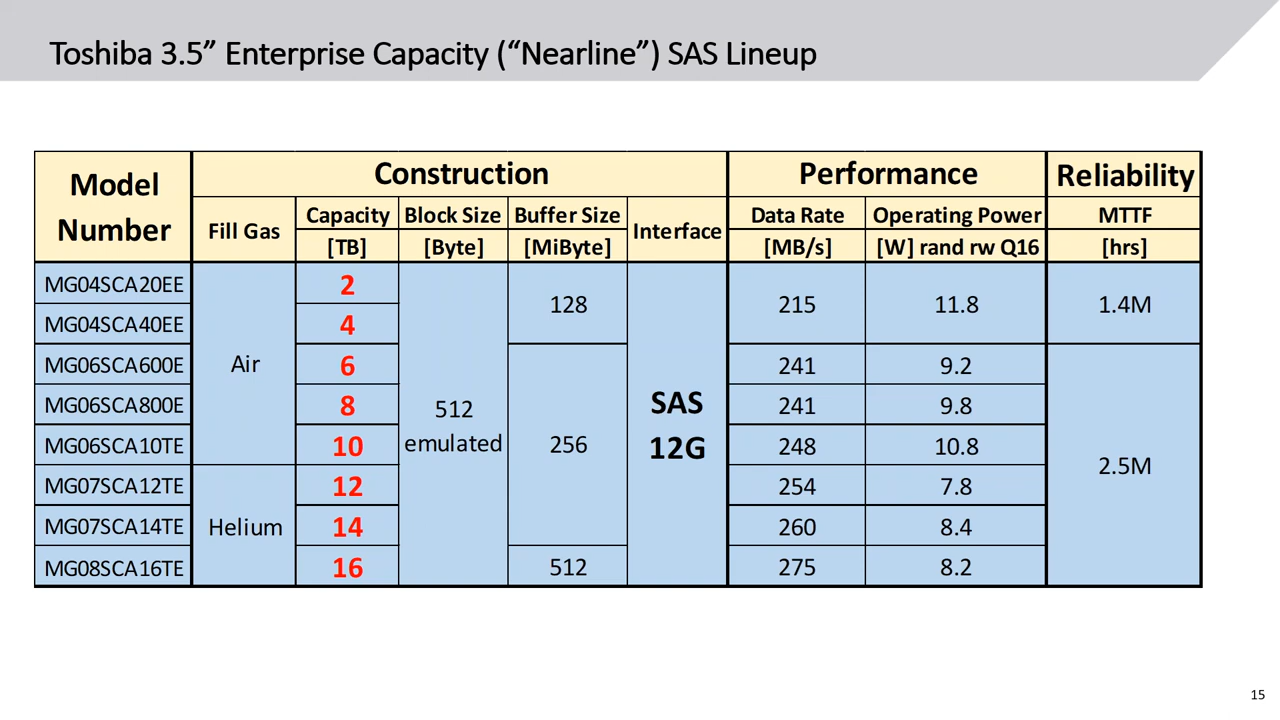 Toshiba 3.5” Enterprise Capacity (“Nearline”) SAS Lineup
Model Number Construction Performance Reliability
Fill Gas Capacity Block Size Buffer Size Interface Data Rate Operating Power MTTF
[TB] [Byte] [MiByte] [MB/s] [W] rand rw Q16 [hrs]
MG04SCA20EE Air 2 512 emulated 128 SAS 12G 215 11.8 1.4M
MG04SCA40EE 4
MG06SCA600E 6 256 241 9.2 2.5M
MG06SCA800E 8 241 9.8
MG06SCA10TE 10 248 10.8
MG07SCA12TE Helium 12 254 7.8
MG07SCA14TE 14 260 8.4
MG08SCA16TE 16 512 275 8.2
15